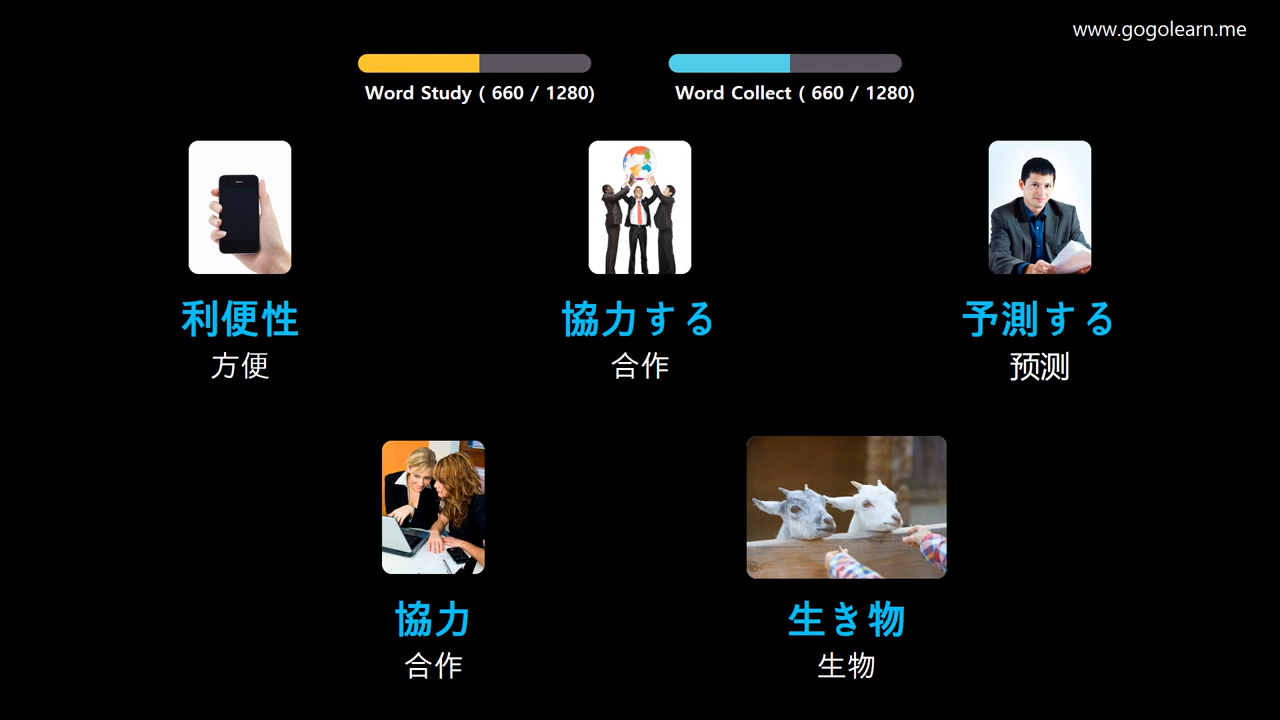 www.gogolearn.me
Word Study ( 660 / 1280)
Word Collect ( 660 / 1280)
利便性
協力する
予測する
方便
合作
预测
協力
生き物
合作
生物